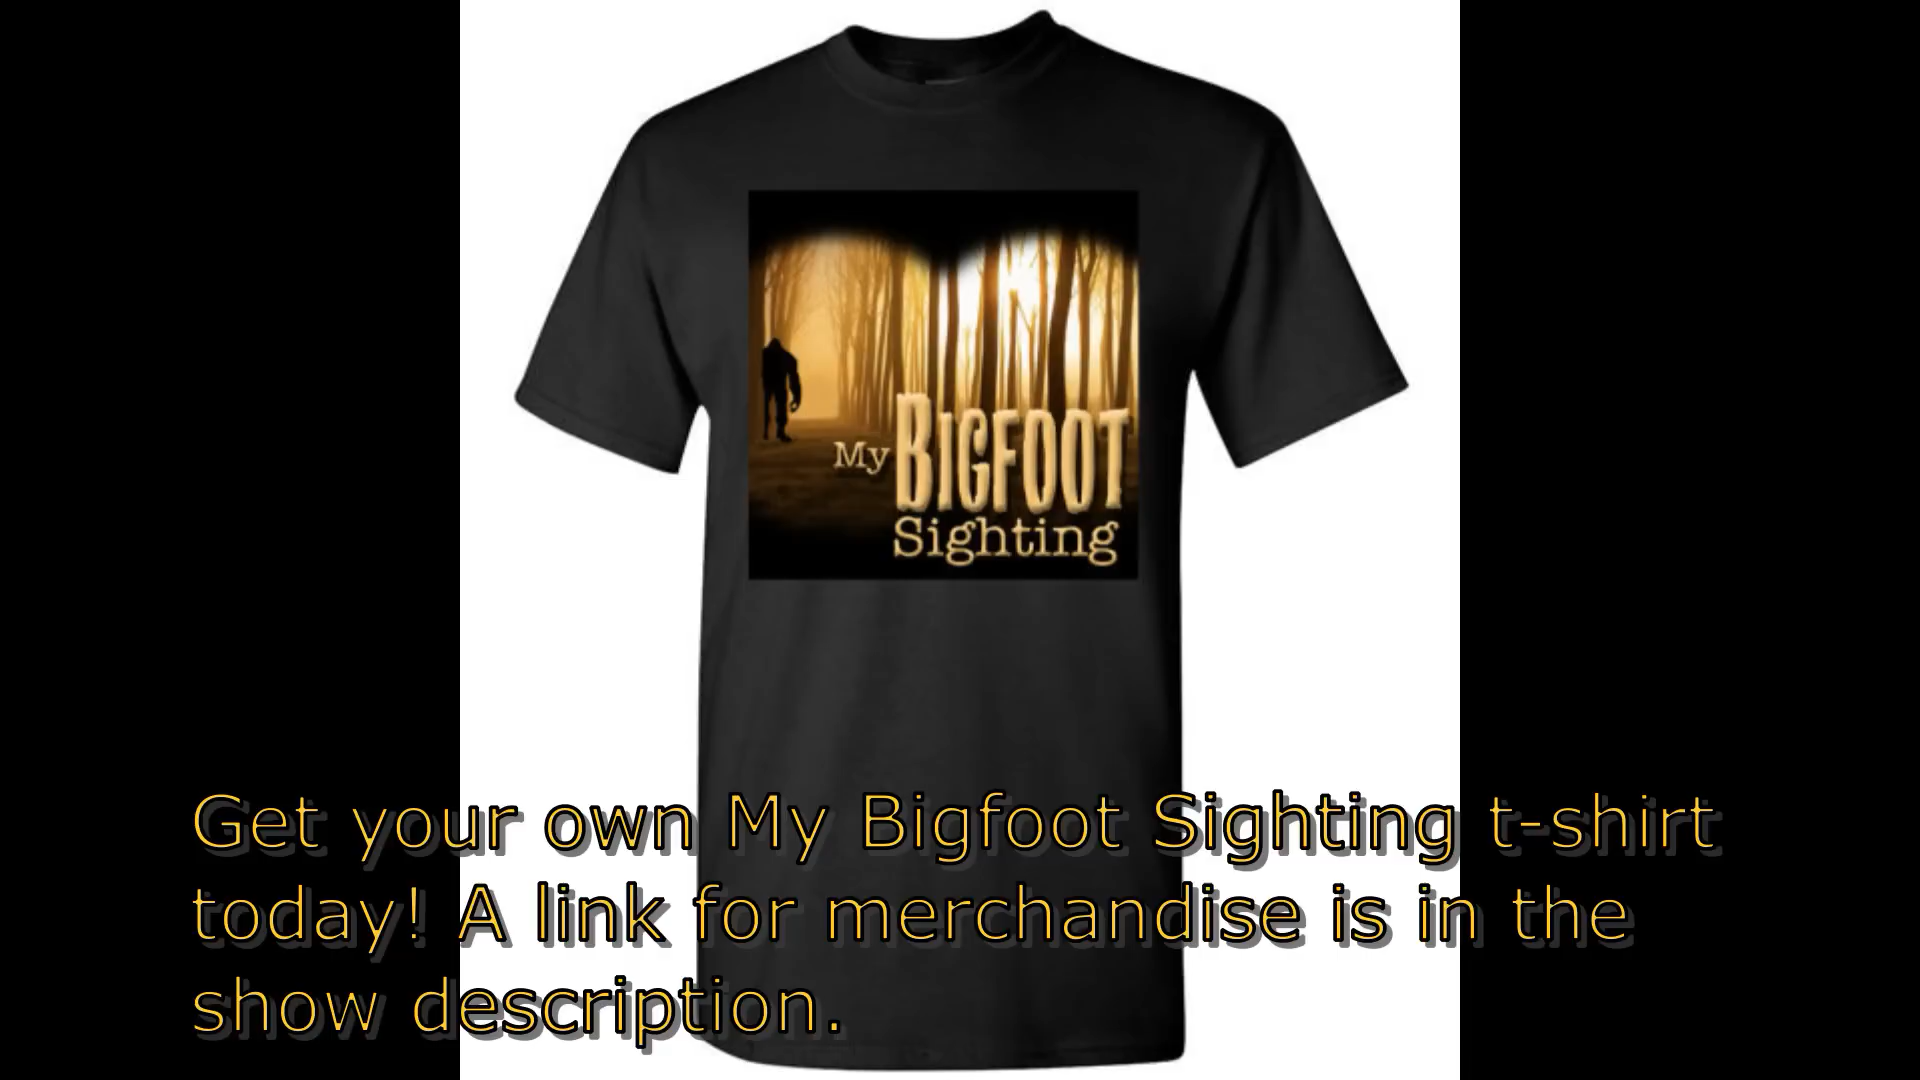 My BIGFOOT
Sighting
Get your own My Bigfoot Sighting t-shirt
today! A link for merchandise is in the
show description.